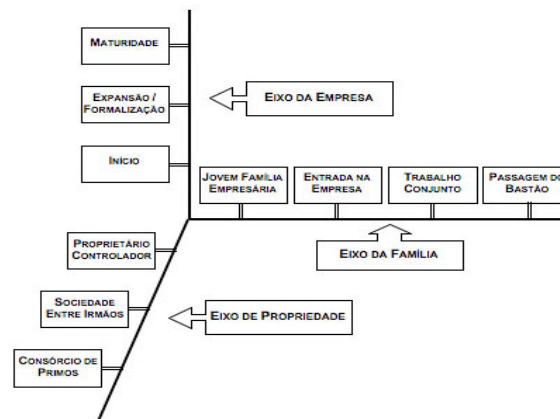 MATURIDADE
EXPANSÃO /
FORMALIZAÇÃO
EIXO DA EMPRESA
INÍCIO
JOVEM FAMÍLIA
EMPRESÁRIA
ENTRADA NA
EMPRESA
TRABALHO
CONJUNTO
PASSAGEM DO
BASTÃO
PROPRIETÁRIO
CONTROLADOR
EIXO DA FAMÍLIA
SOCIEDADE
ENTRE IRMÃOS
EIXO DE PROPRIEDADE
CONSÓRCIO DE
PRIMOS